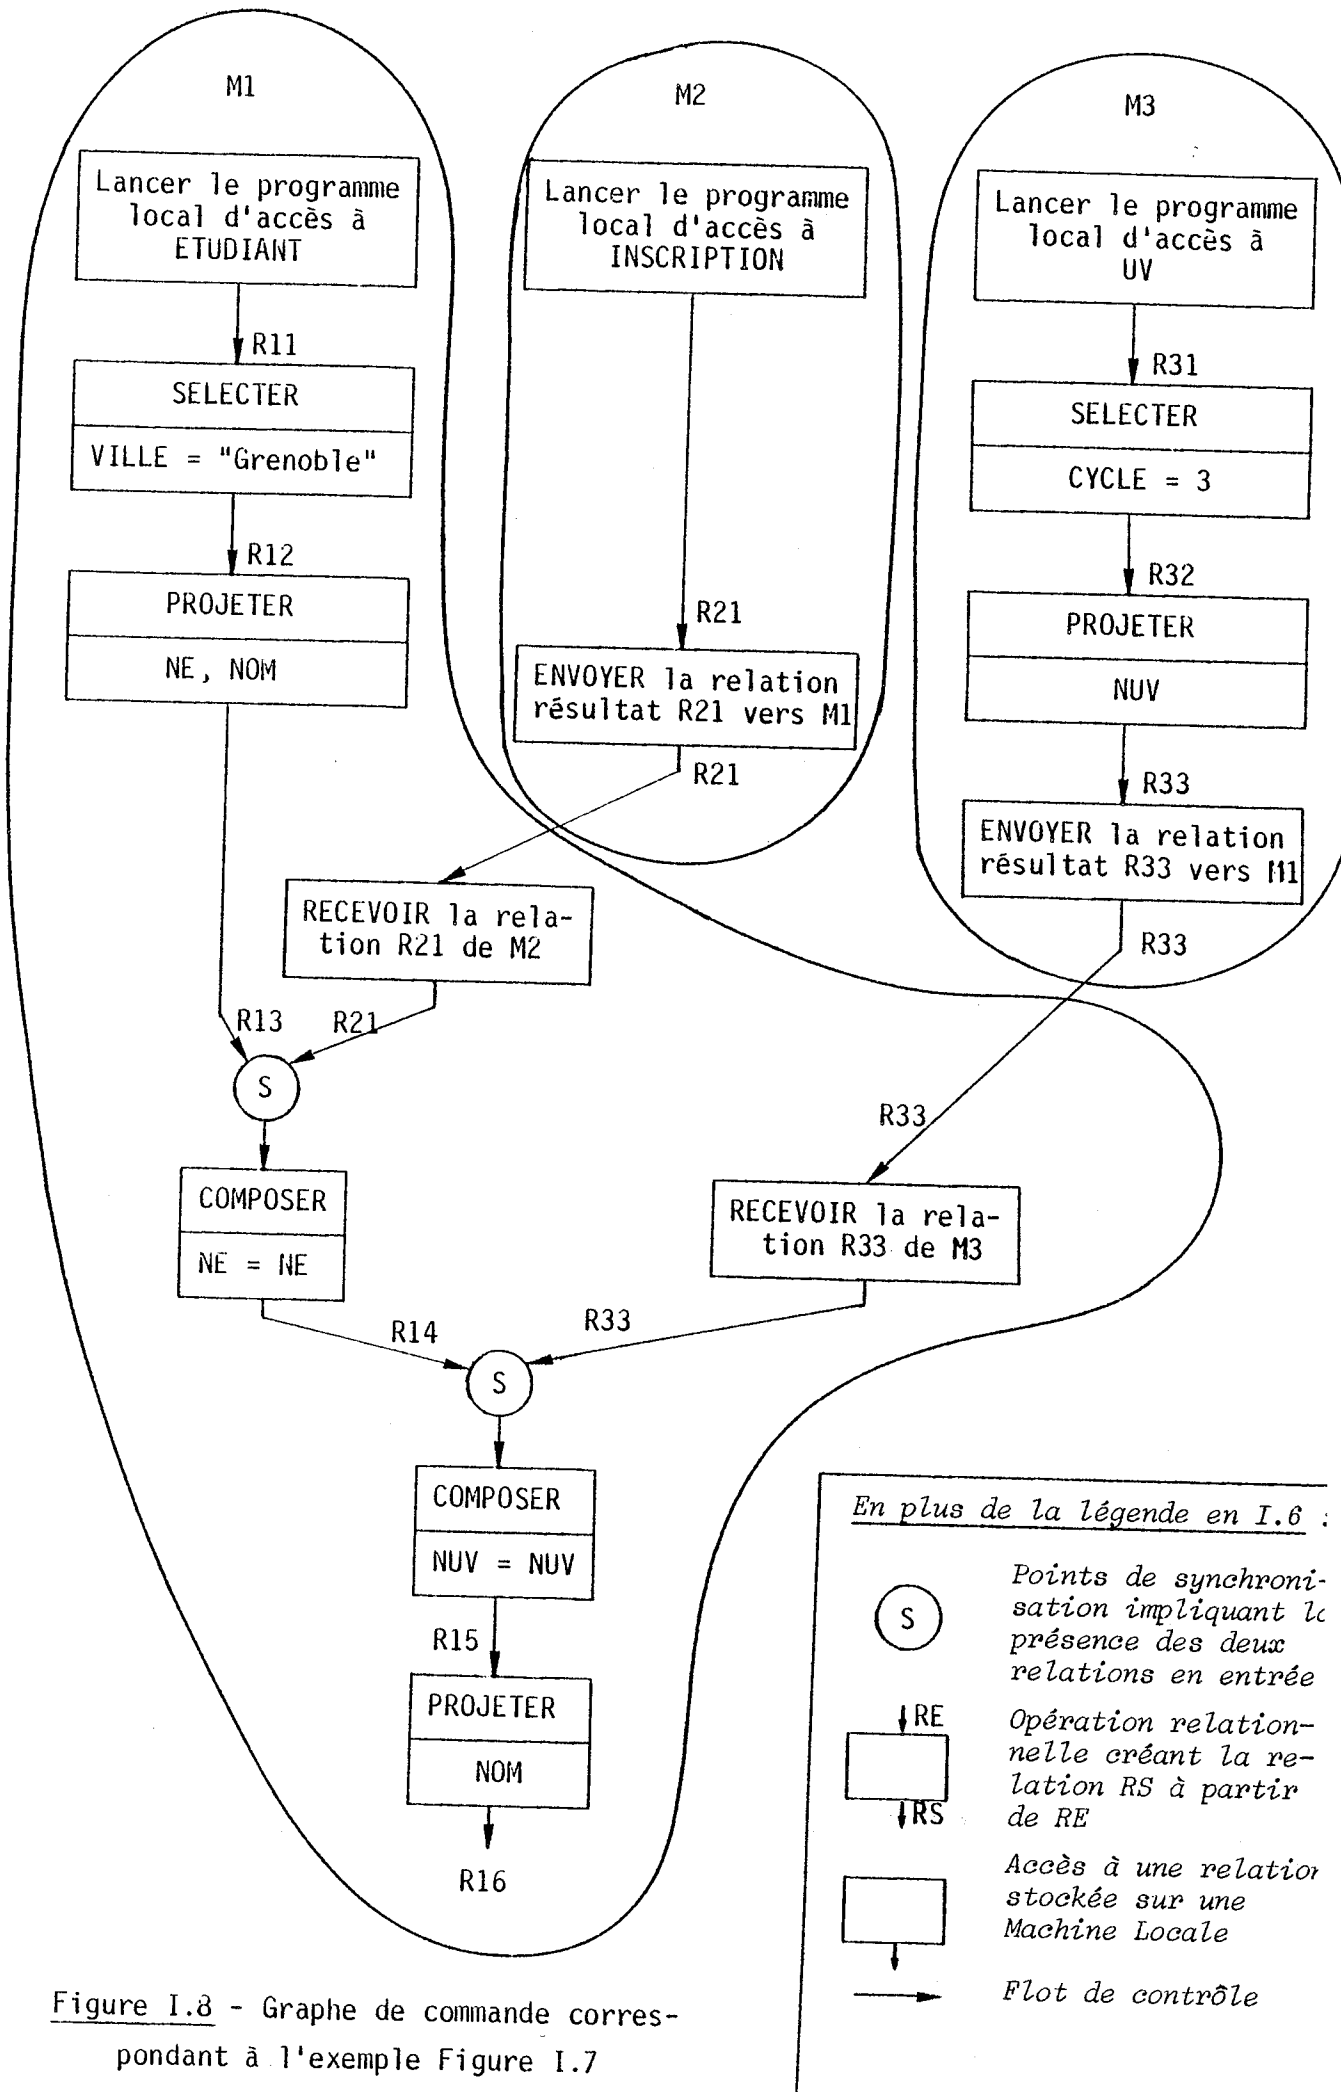 M1
Lancer le programme
local d'accès à
ETUDIANT
R11
SELECTER
VILLE = "Grenoble"
R12
PROJETER
NE, NOM
M2
Lancer le programme
local d'accès à
INSCRIPTION
R21
ENVOYER la relation
résultat R21 vers M1
R21
M3
Lancer le programme
local d'accès à
UV
R31
SELECTER
CYCLE = 3
R32
PROJETER
NUV
R33
ENVOYER la relation
résultat R33 vers M1
R33
RECEVOIR la rela-
tion R21 de M2
R13
R21
S
COMPOSER
NE = NE
R33
RECEVOIR la rela-
tion R33 de M3
R14
R33
S
COMPOSER
NUV = NUV
R15
PROJETER
NOM
R16
En plus de la légende en I.6 :
S
Points de synchroni-
sation impliquant
présence des deux
relations en entrée
RE
RS
Opération relation-
nelle créant la re-
lation RS à partir
de RE
Accès à une relation
stockée sur une
Machine Locale
Flot de contrôle
Figure I.8 - Graphe de commande corres-
pondant à l'exemple Figure I.7